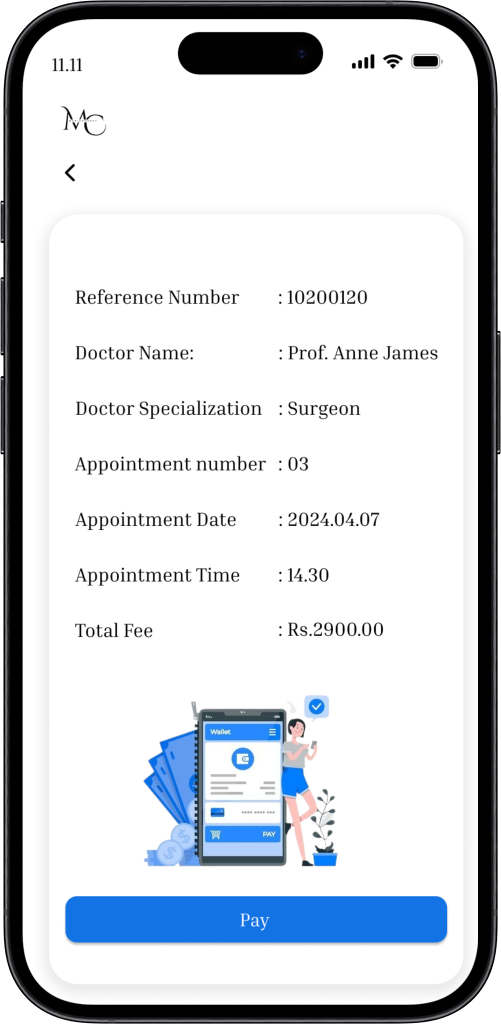 11.11
MC
Reference Number : 10200120
Doctor Name: : Prof. Anne James
Doctor Specialization : Surgeon
Appointment number : 03
Appointment Date : 2024.04.07
Appointment Time : 14.30
Total Fee : Rs.2900.00
Wallet
PAY
Pay